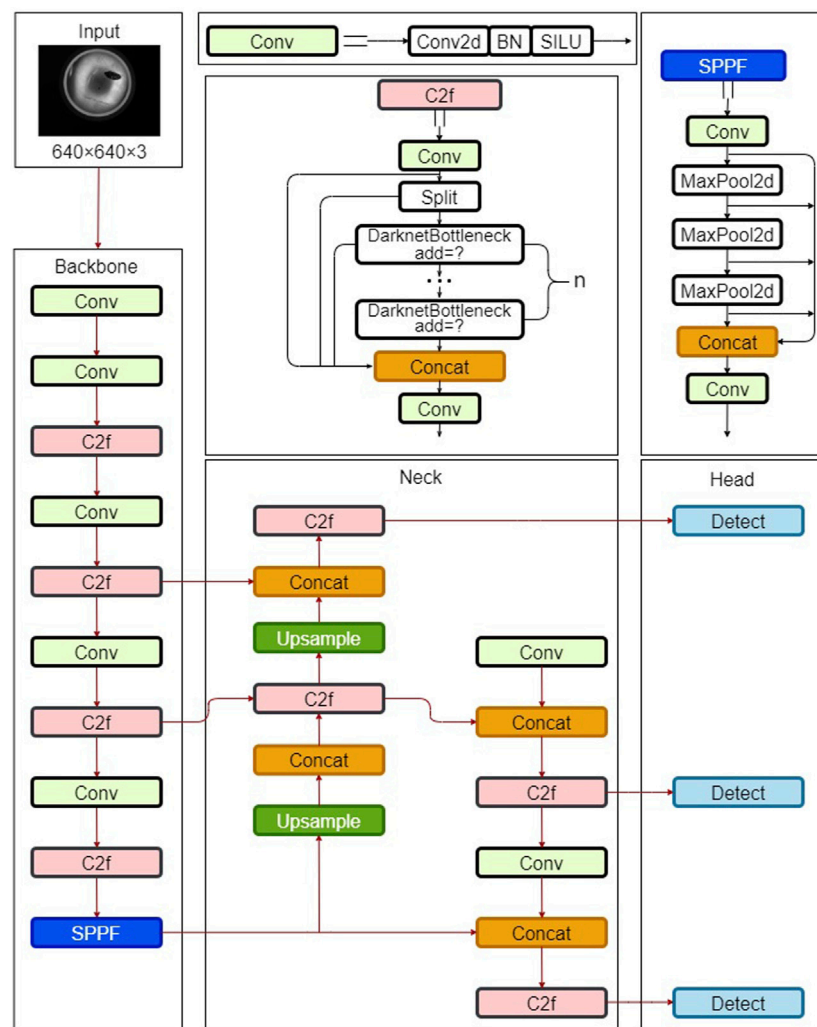 Input
640×640×3
Conv
Conv2d BN SILU
C2f
Conv
Split
DarknetBottleneck
add=?
...
DarknetBottleneck
add=?
n
Concat
Conv
SPPF
Conv
MaxPool2d
MaxPool2d
MaxPool2d
Concat
Conv
Backbone
Conv
Conv
C2f
Conv
C2f
Conv
C2f
Conv
C2f
SPPF
Neck
C2f
Concat
Upsample
C2f
Concat
Upsample
Conv
Concat
C2f
Conv
Concat
C2f
Head
Detect
Detect
Detect